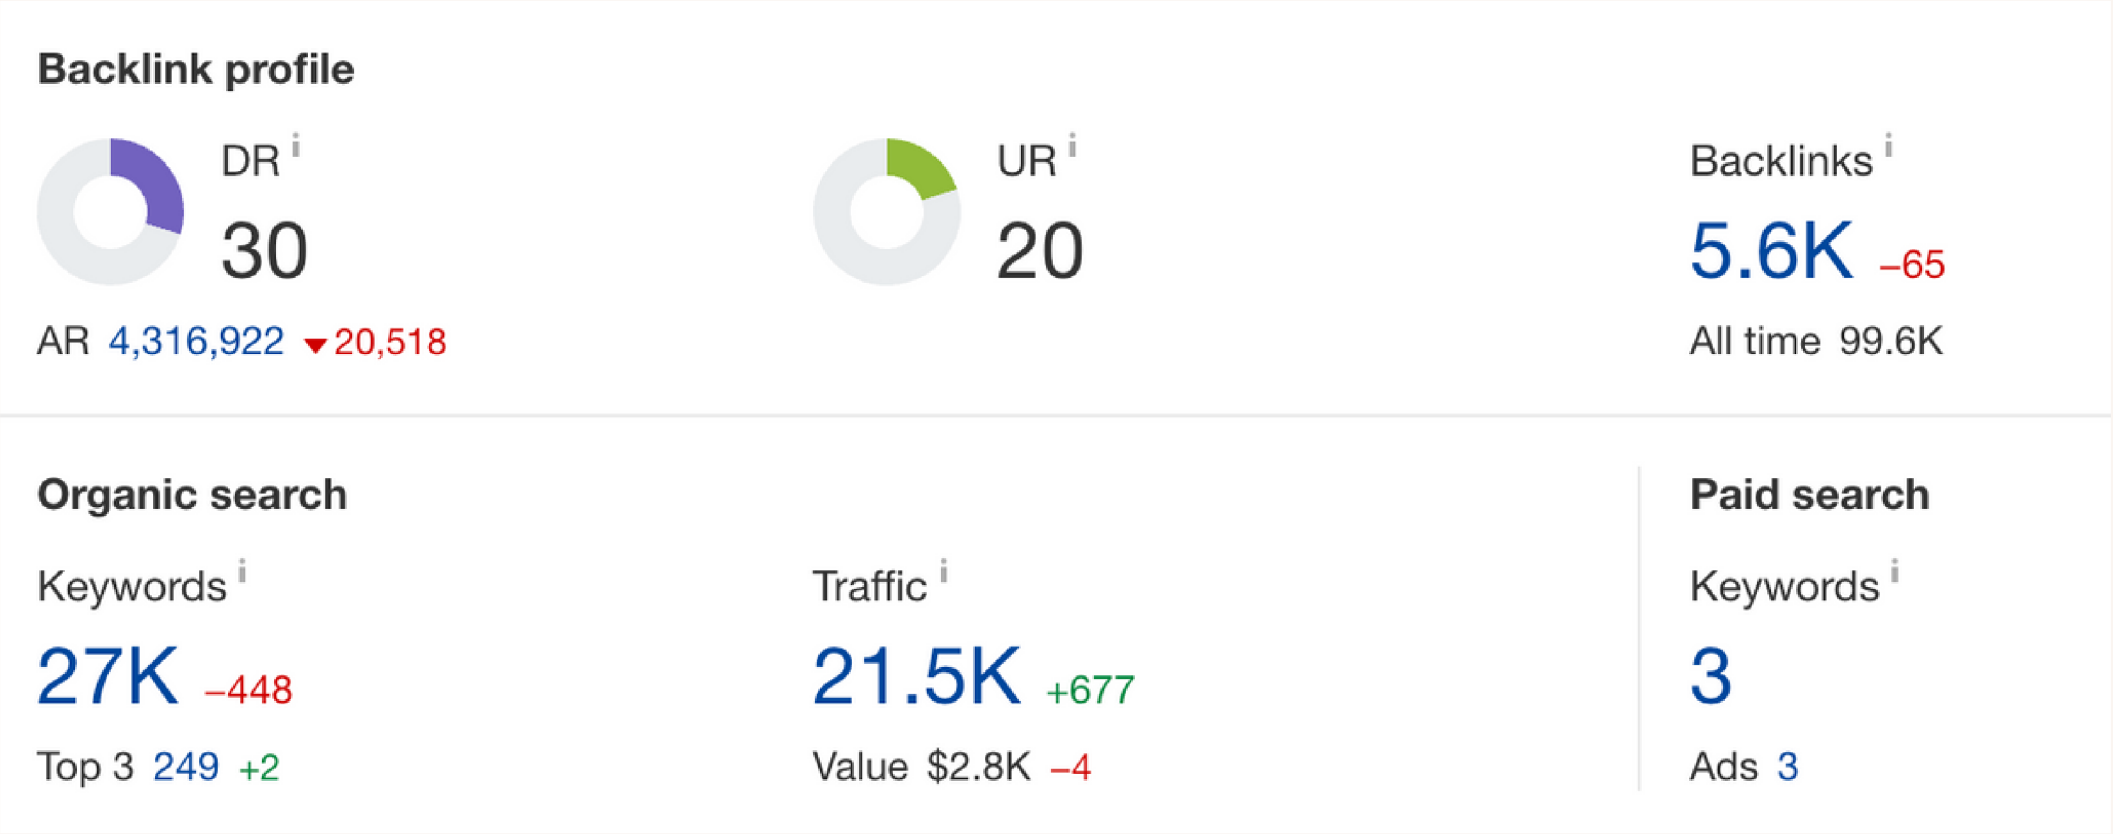 Backlink profile
DR i
30
AR 4,316,922 ▼20,518
UR i
20
Backlinks i
5.6K –65
All time 99.6K
Organic search
Keywords i
27K –448
Top 3 249 +2
Traffic i
21.5K +677
Value $2.8K –4
Paid search
Keywords i
3
Ads 3